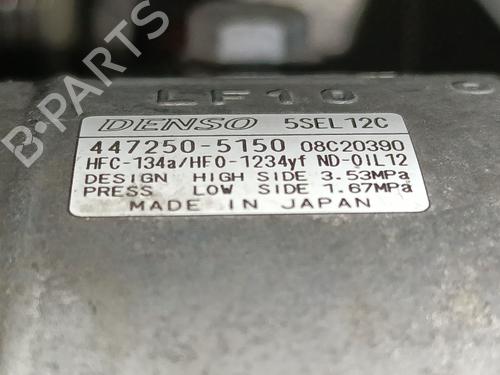 B-PARTS
LF10
DENSO 5SEL12C
447250-5150 08C20390
HFC-134a/HFO-1234yf ND-OIL12
DESIGN HIGH SIDE 3.53MPa
PRESS LOW SIDE 1.67MPa
MADE IN JAPAN